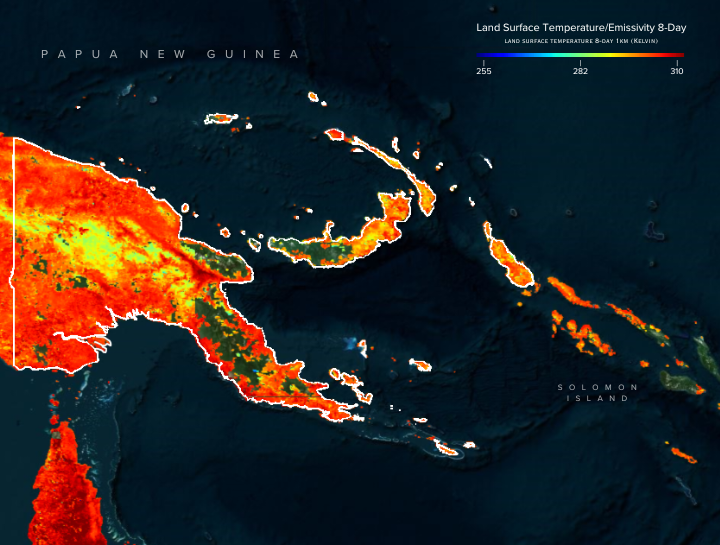 Land Surface Temperature/Emissivity 8-Day
LAND SURFACE TEMPERATURE 8-DAY 1KM (KELVIN)
255 282 310
PAPUA NEW GUINEA
SOLOMON
ISLAND